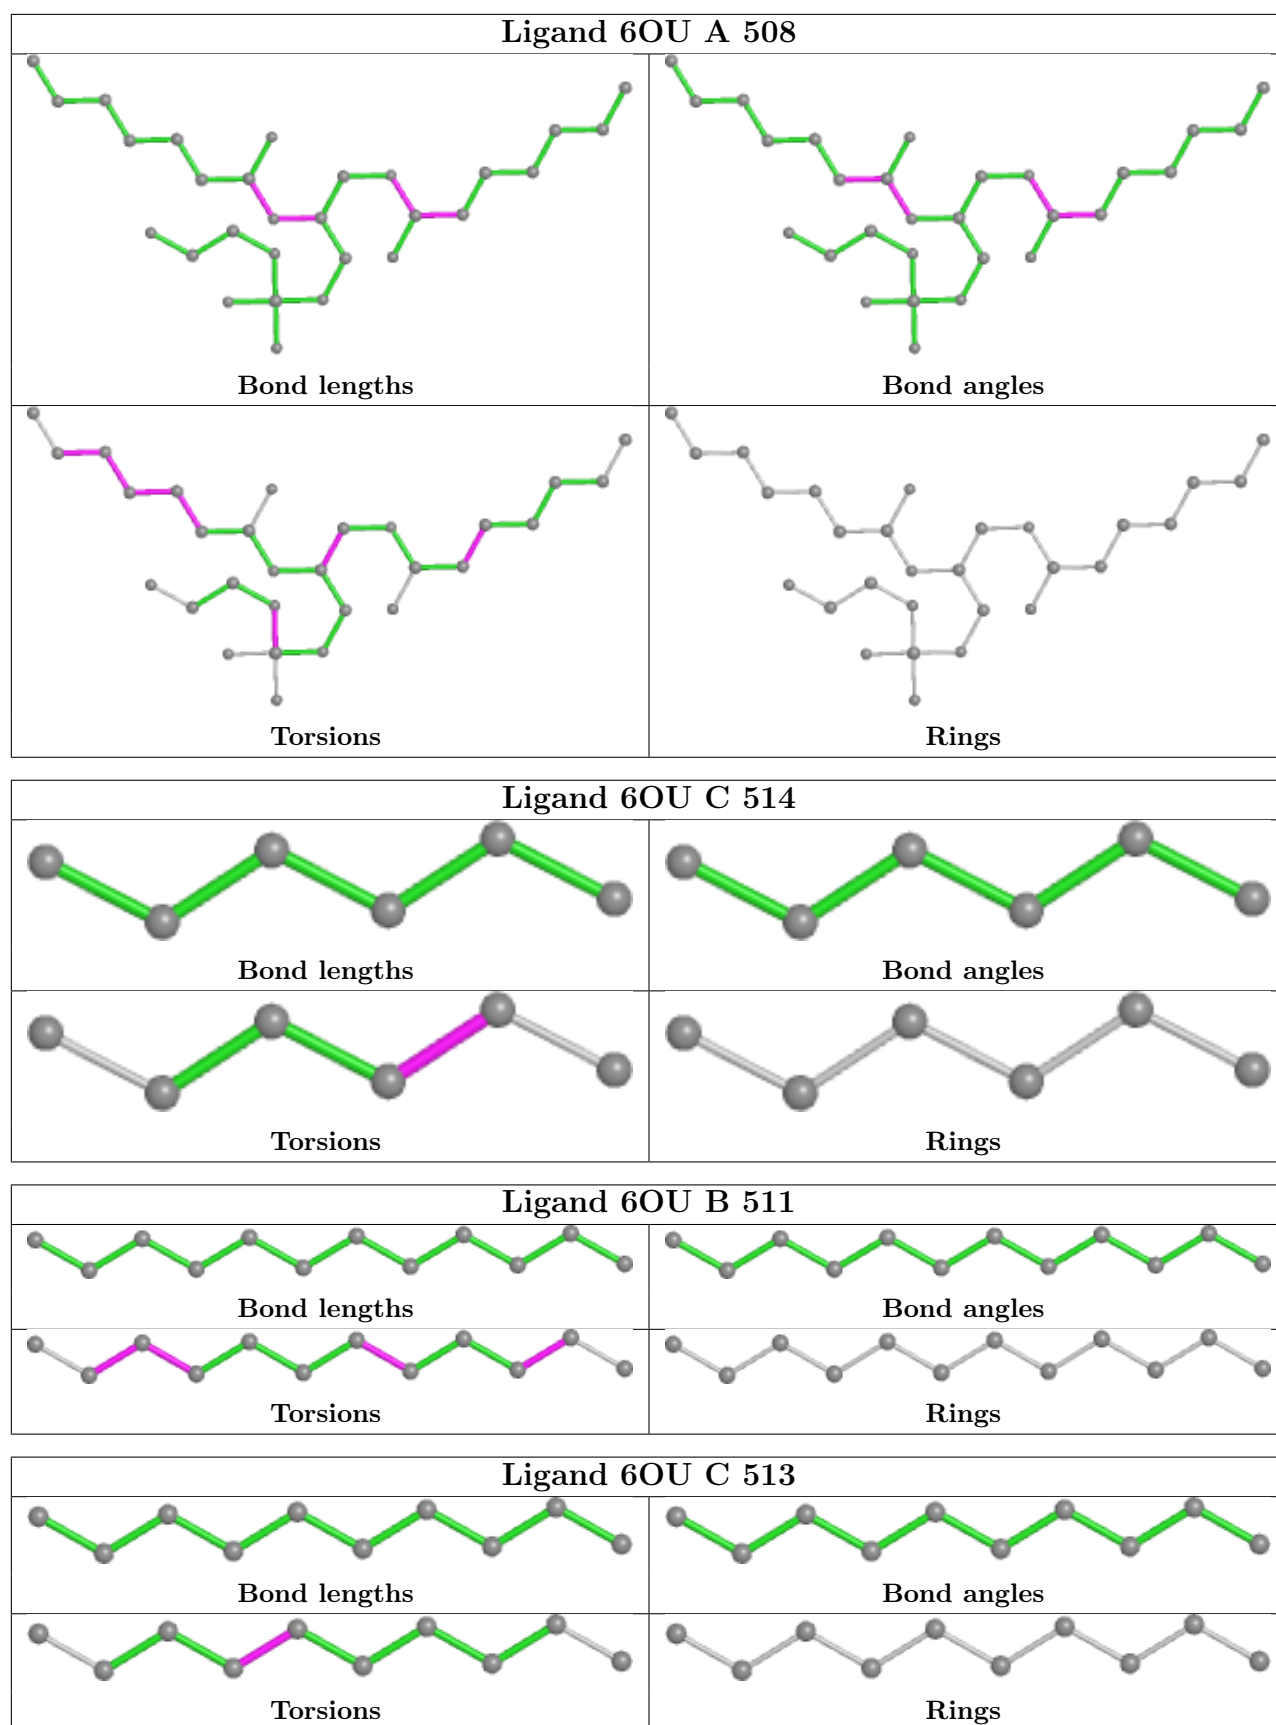 Ligand 6OU A 508
Bond lengths
Bond angles
Torsions
Rings
Ligand 6OU C 514
Bond lengths
Bond angles
Torsions
Rings
Ligand 6OU B 511
Bond lengths
Bond angles
Torsions
Rings
Ligand 6OU C 513
Bond lengths
Bond angles
Torsions
Rings